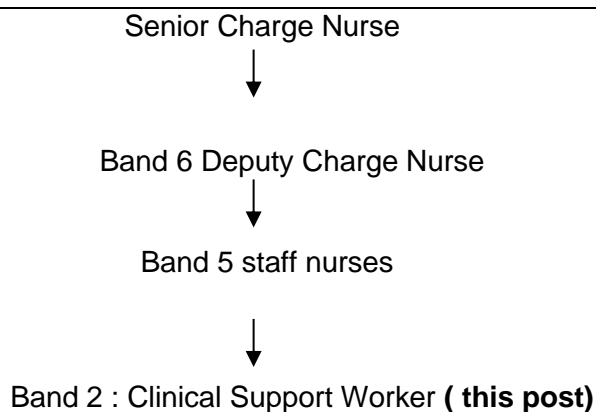 Senior Charge Nurse
Band 6 Deputy Charge Nurse
Band 5 staff nurses
Band 2 : Clinical Support Worker ( this post)